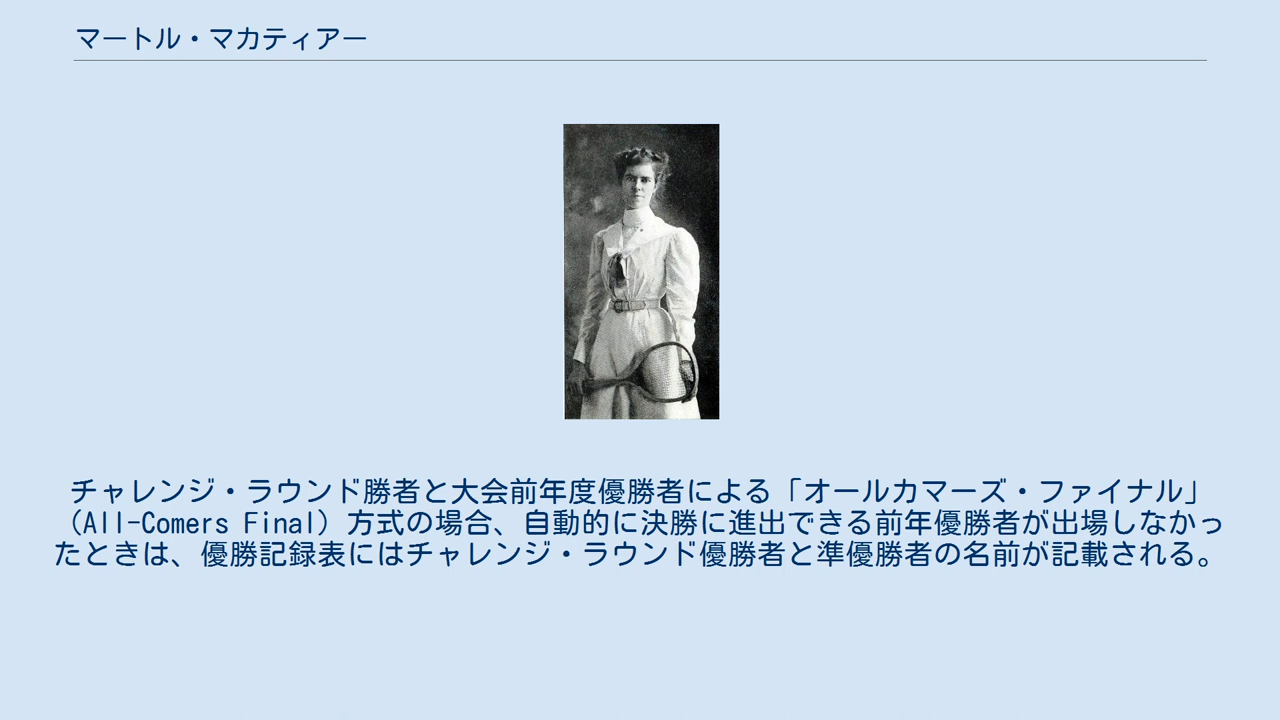 マートル・マカティアー
チャレンジ・ラウンド勝者と大会前年度優勝者による「オールカマーズ・ファイナル」
（All-Comers Final）方式の場合、自動的に決勝に進出できる前年優勝者が出場しなかっ
たときは、優勝記録表にはチャレンジ・ラウンド優勝者と準優勝者の名前が記載される。